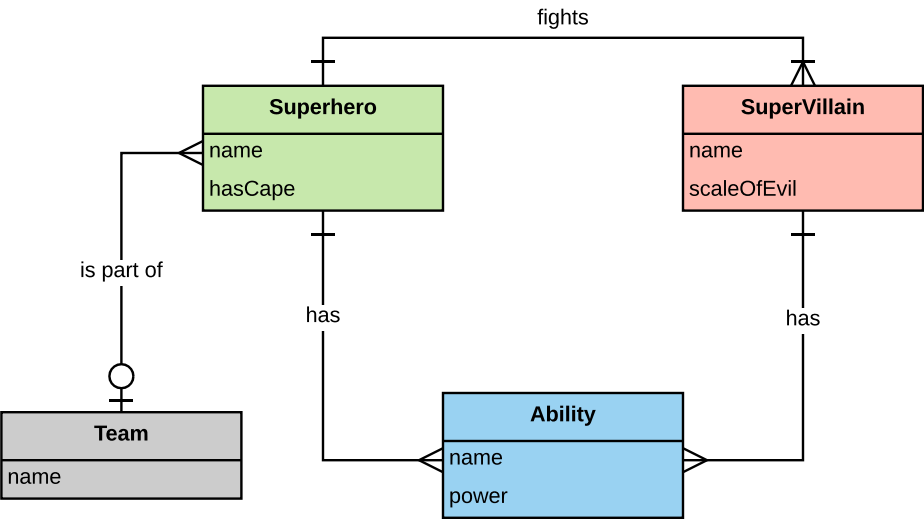 fights
Superhero
name
hasCape
SuperVillain
name
scaleOfEvil
is part of
has
has
Team
name
Ability
name
power